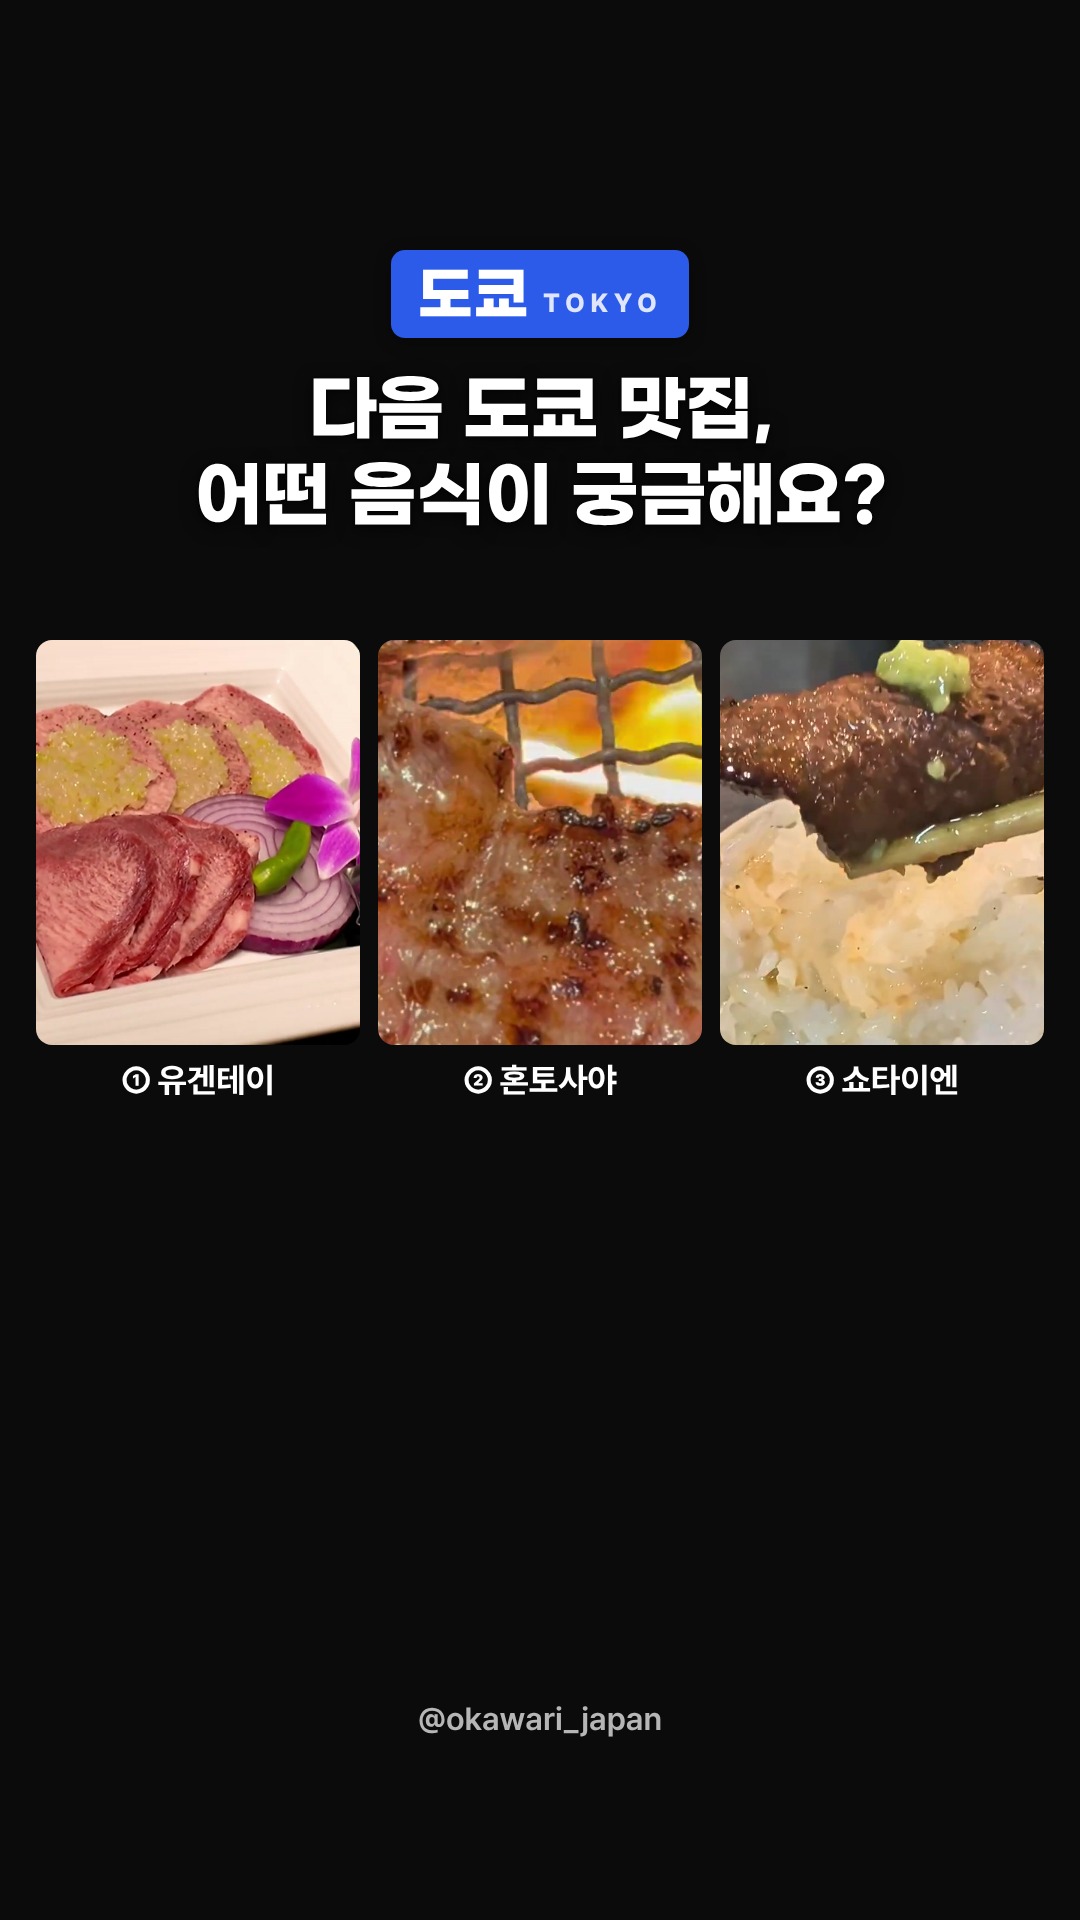 도쿄 TOKYO
다음 도쿄 맛집,
어떤 음식이 궁금해요?
① 유겐테이
② 혼토사야
③ 쇼타이엔
@okawari_japan